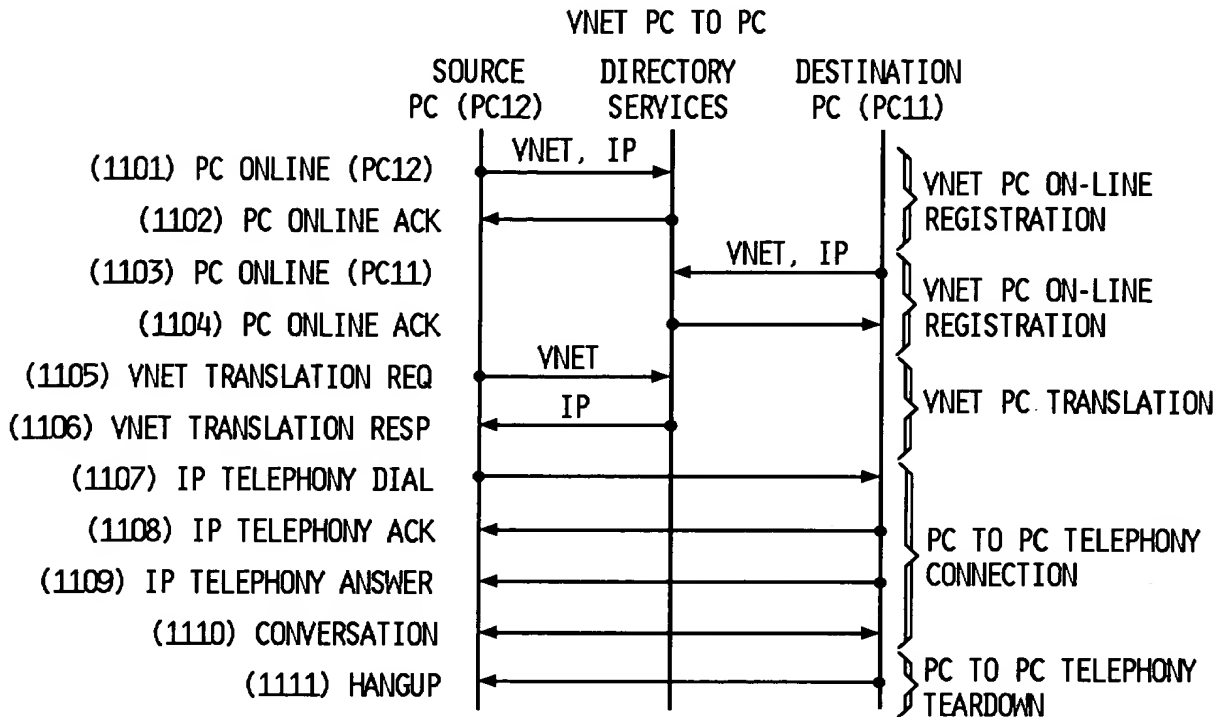 VNET PC TO PC
SOURCE PC (PC12)
DIRECTORY SERVICES
DESTINATION PC (PC11)
(1101) PC ONLINE (PC12)
VNET, IP
(1102) PC ONLINE ACK
VNET PC ON-LINE
REGISTRATION
(1103) PC ONLINE (PC11)
VNET, IP
(1104) PC ONLINE ACK
VNET PC ON-LINE
REGISTRATION
(1105) VNET TRANSLATION REQ
VNET
(1106) VNET TRANSLATION RESP
IP
VNET PC TRANSLATION
(1107) IP TELEPHONY DIAL
(1108) IP TELEPHONY ACK
(1109) IP TELEPHONY ANSWER
(1110) CONVERSATION
PC TO PC TELEPHONY
CONNECTION
(1111) HANGUP
PC TO PC TELEPHONY
TEARDOWN